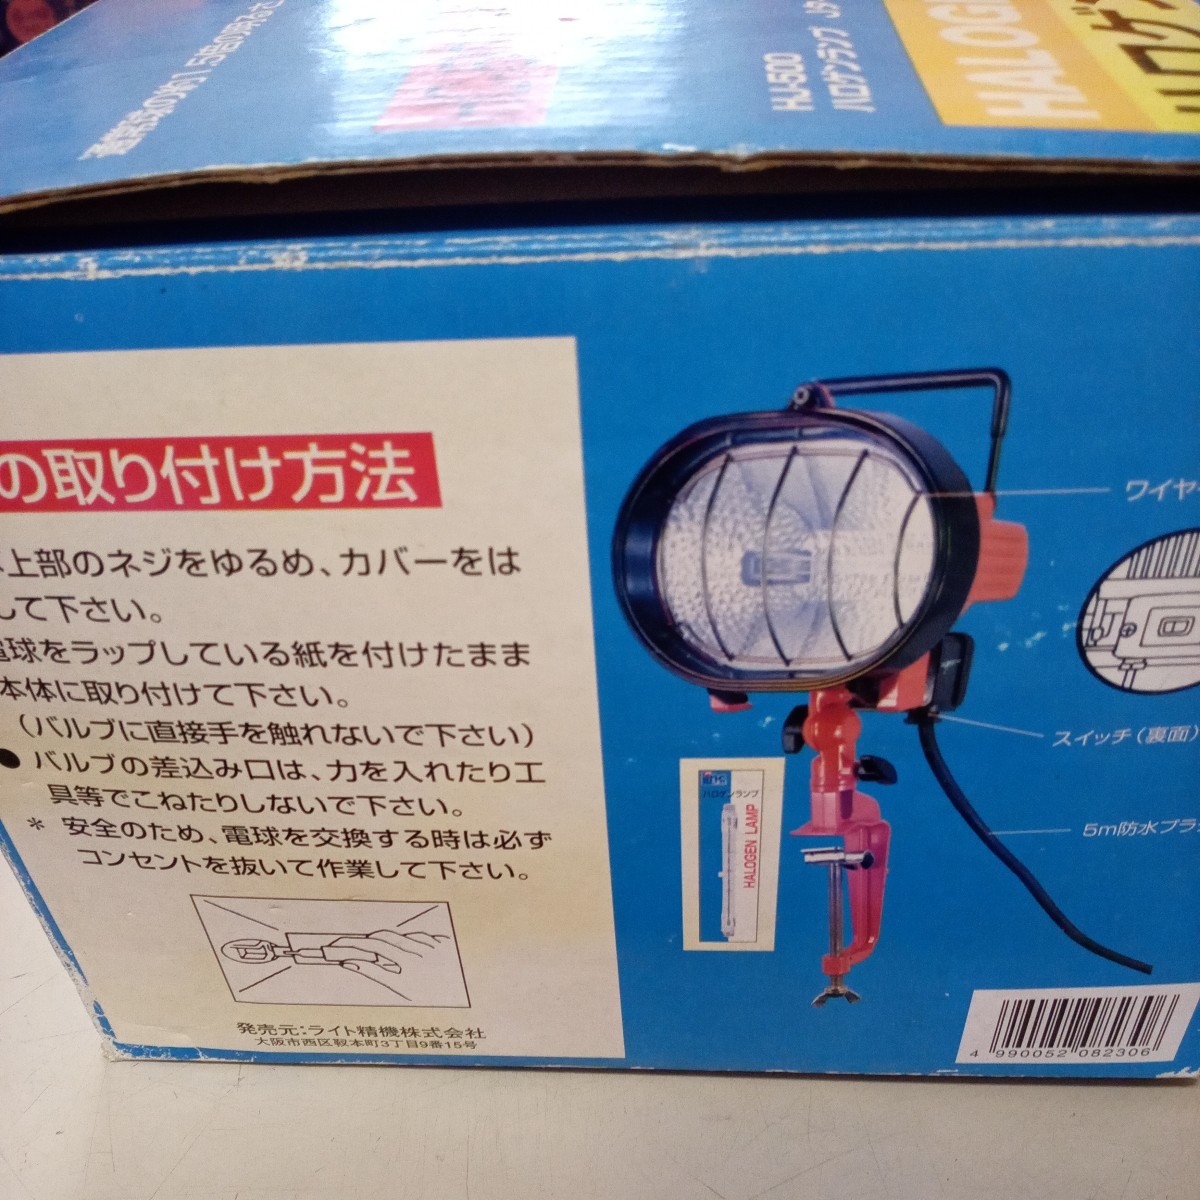 HALOG
ハロゲン
HJ-500
ハロゲンランプ JS
の取り付け方法
上部のネジをゆるめ、カバーをは
して下さい。
球をラップしている紙を付けたまま
本体に取り付けて下さい。
(バルブに直接手を触れないで下さい)
● バルブの差込み口は、力を入れたり工
具等でこねたりしないで下さい。
* 安全のため、電球を交換する時は必ず
コンセントを抜いて作業して下さい。
発売元:ライト精機株式会社
大阪市西区靱本町3丁目9番15号
ワイヤー
スイッチ(裏面)
5m防水プラ
ハロゲンランプ
HALOGEN LAMP
4 990052 082306